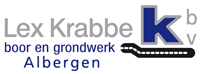 Lex Krabbe k bv
boor en grondwerk
Albergen